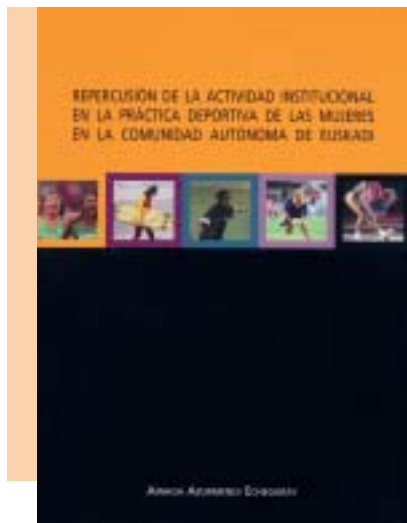 REPERCUSIÓN DE LA ACTIVIDAD INSTITUCIONAL
EN LA PRÁCTICA DEPORTIVA DE LAS MUJERES
EN LA COMUNIDAD AUTÓNOMA DE EUSKADI